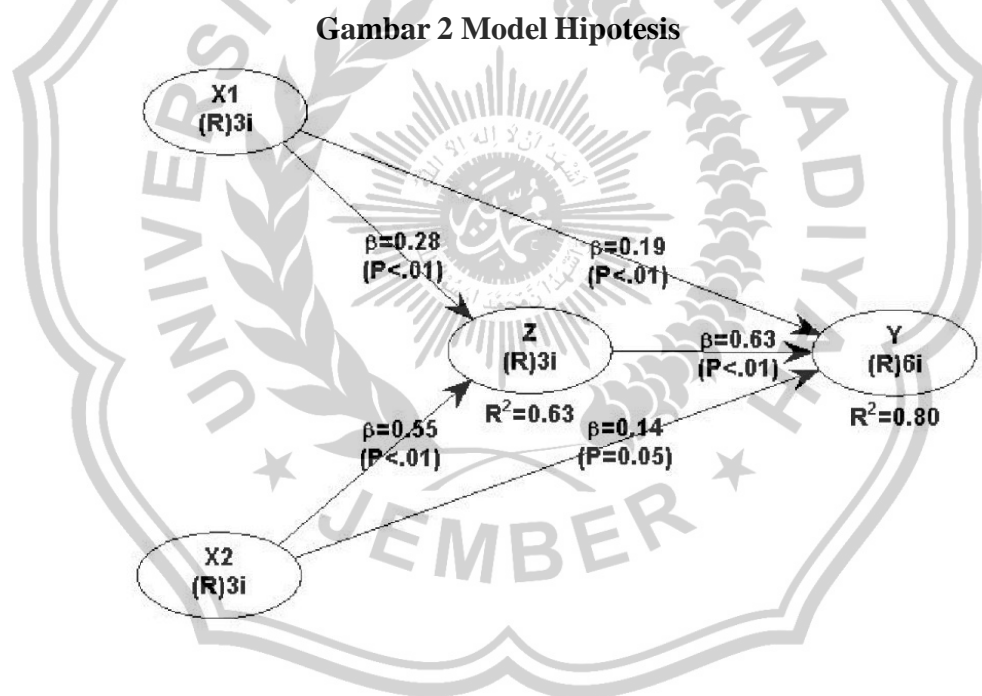 Gambar 2 Model Hipotesis
X1
(R)3i
β=0.28
(P<.01)
β=0.19
(P<.01)
Z
(R)3i
R²=0.63
β=0.63
(P<.01)
Y
(R)6i
R²=0.80
β=0.55
(P<.01)
β=0.14
(P=0.05)
X2
(R)3i
JEMBER